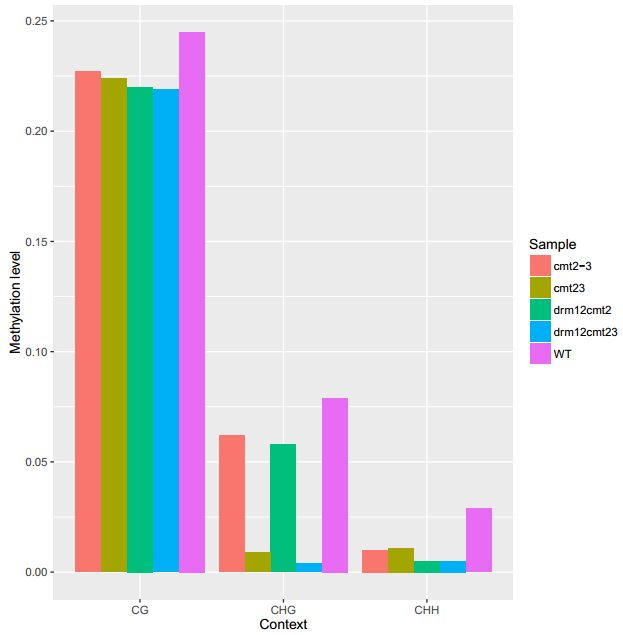 Methylation level
0.25
0.20
0.15
0.10
0.05
0.00
CG CHG CHH
Context
Sample
cmt2-3
cmt23
drm12cmt2
drm12cmt23
WT